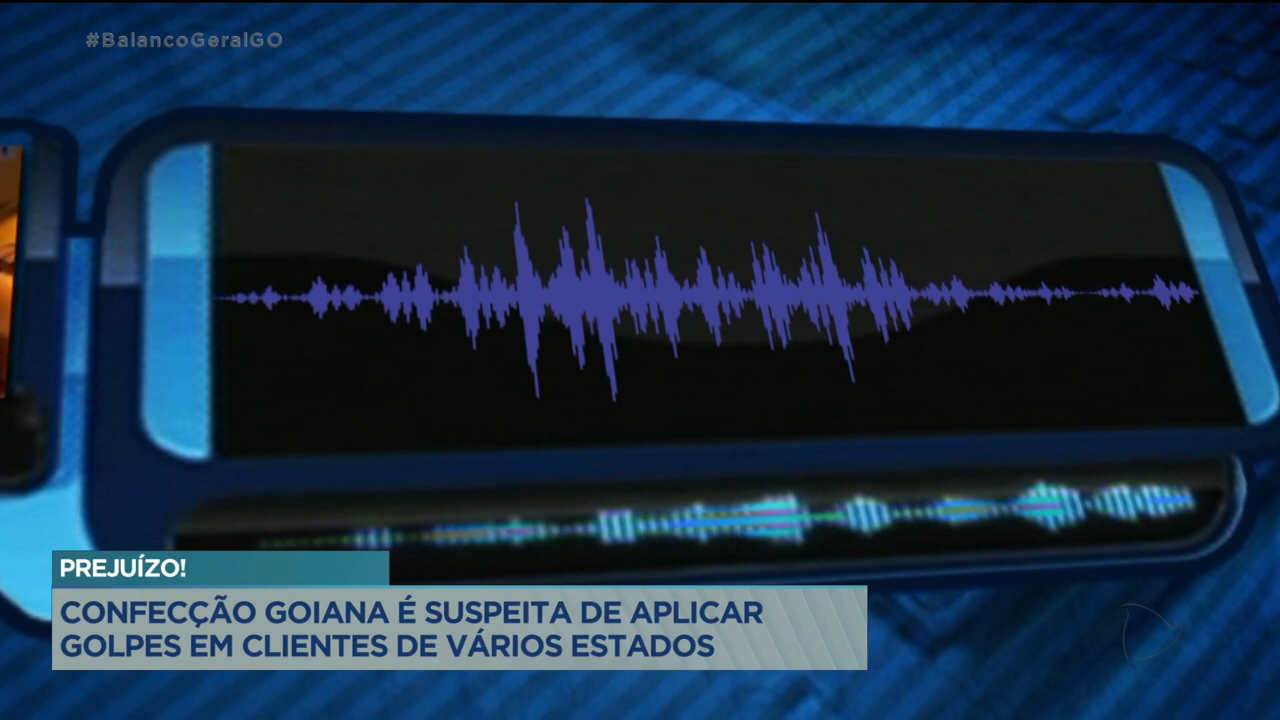 #BalancoGeralGO
PREJUÍZO!
CONFECÇÃO GOIANA É SUSPEITA DE APLICAR
GOLPES EM CLIENTES DE VÁRIOS ESTADOS